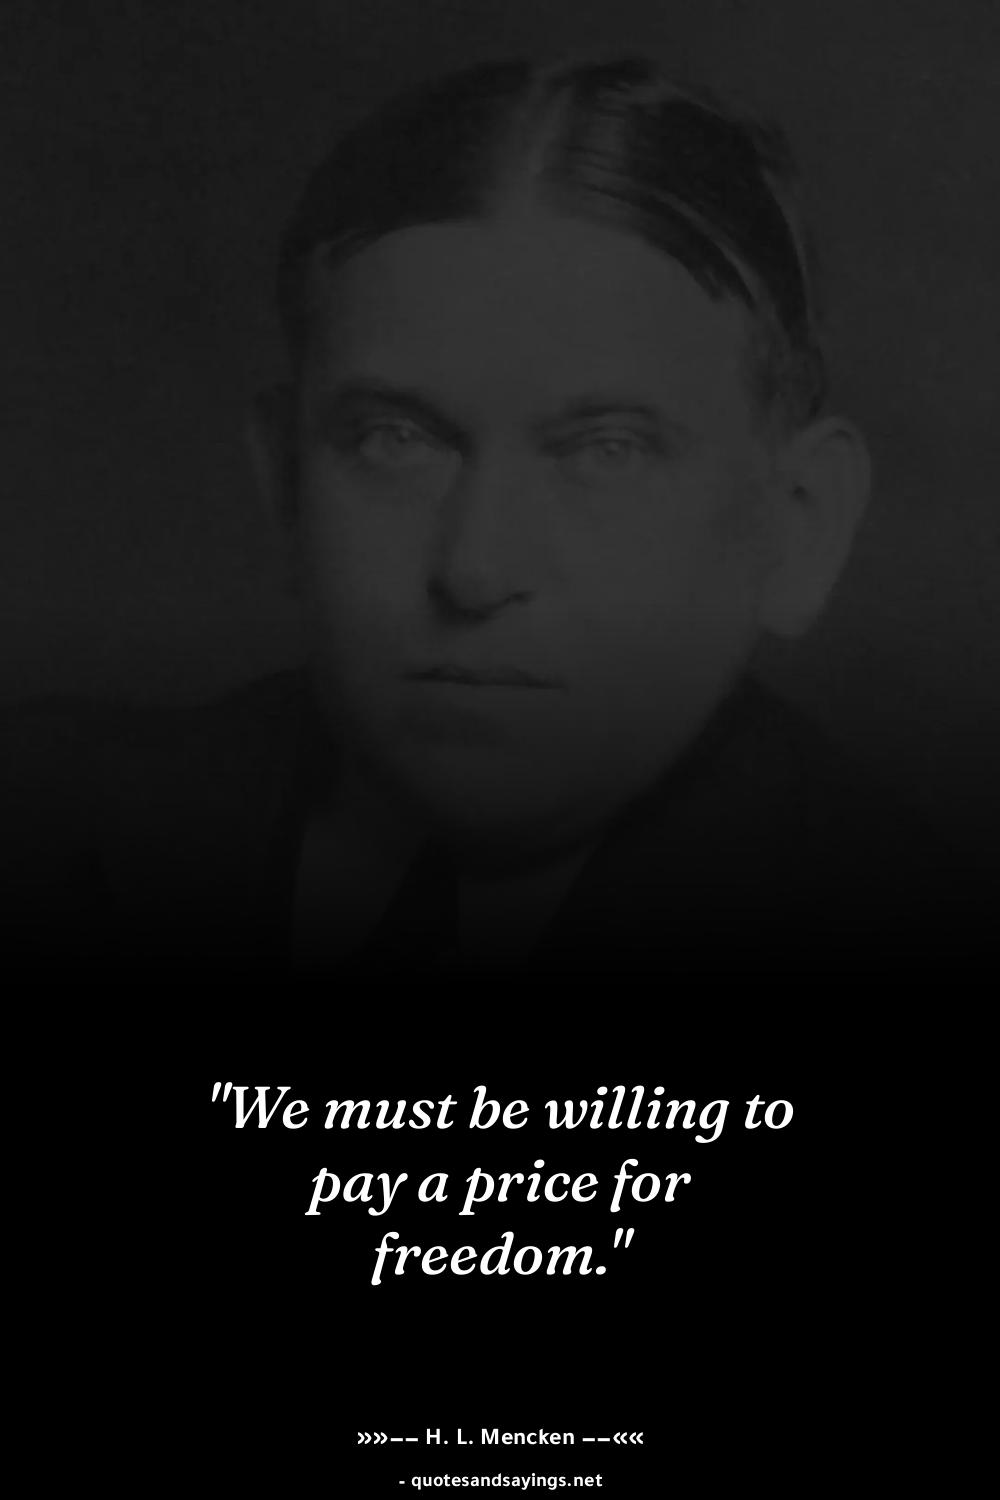 "We must be willing to
pay a price for
freedom."
»»–– H. L. Mencken ––««
- quotesandsayings.net